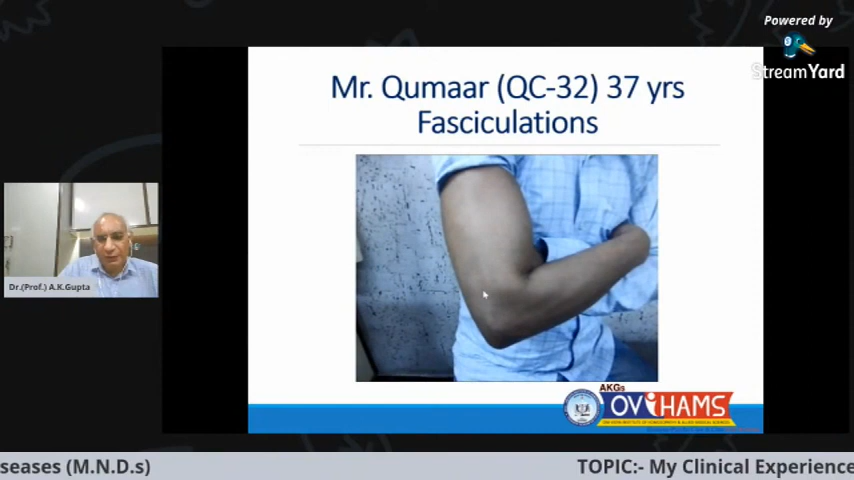 Powered by
StreamYard
Mr. Qumaar (QC-32) 37 yrs
Fasciculations
Dr.(Prof.) A.K.Gupta
AKGs
OVIHAMS
seases (M.N.D.s)
TOPIC:- My Clinical Experience